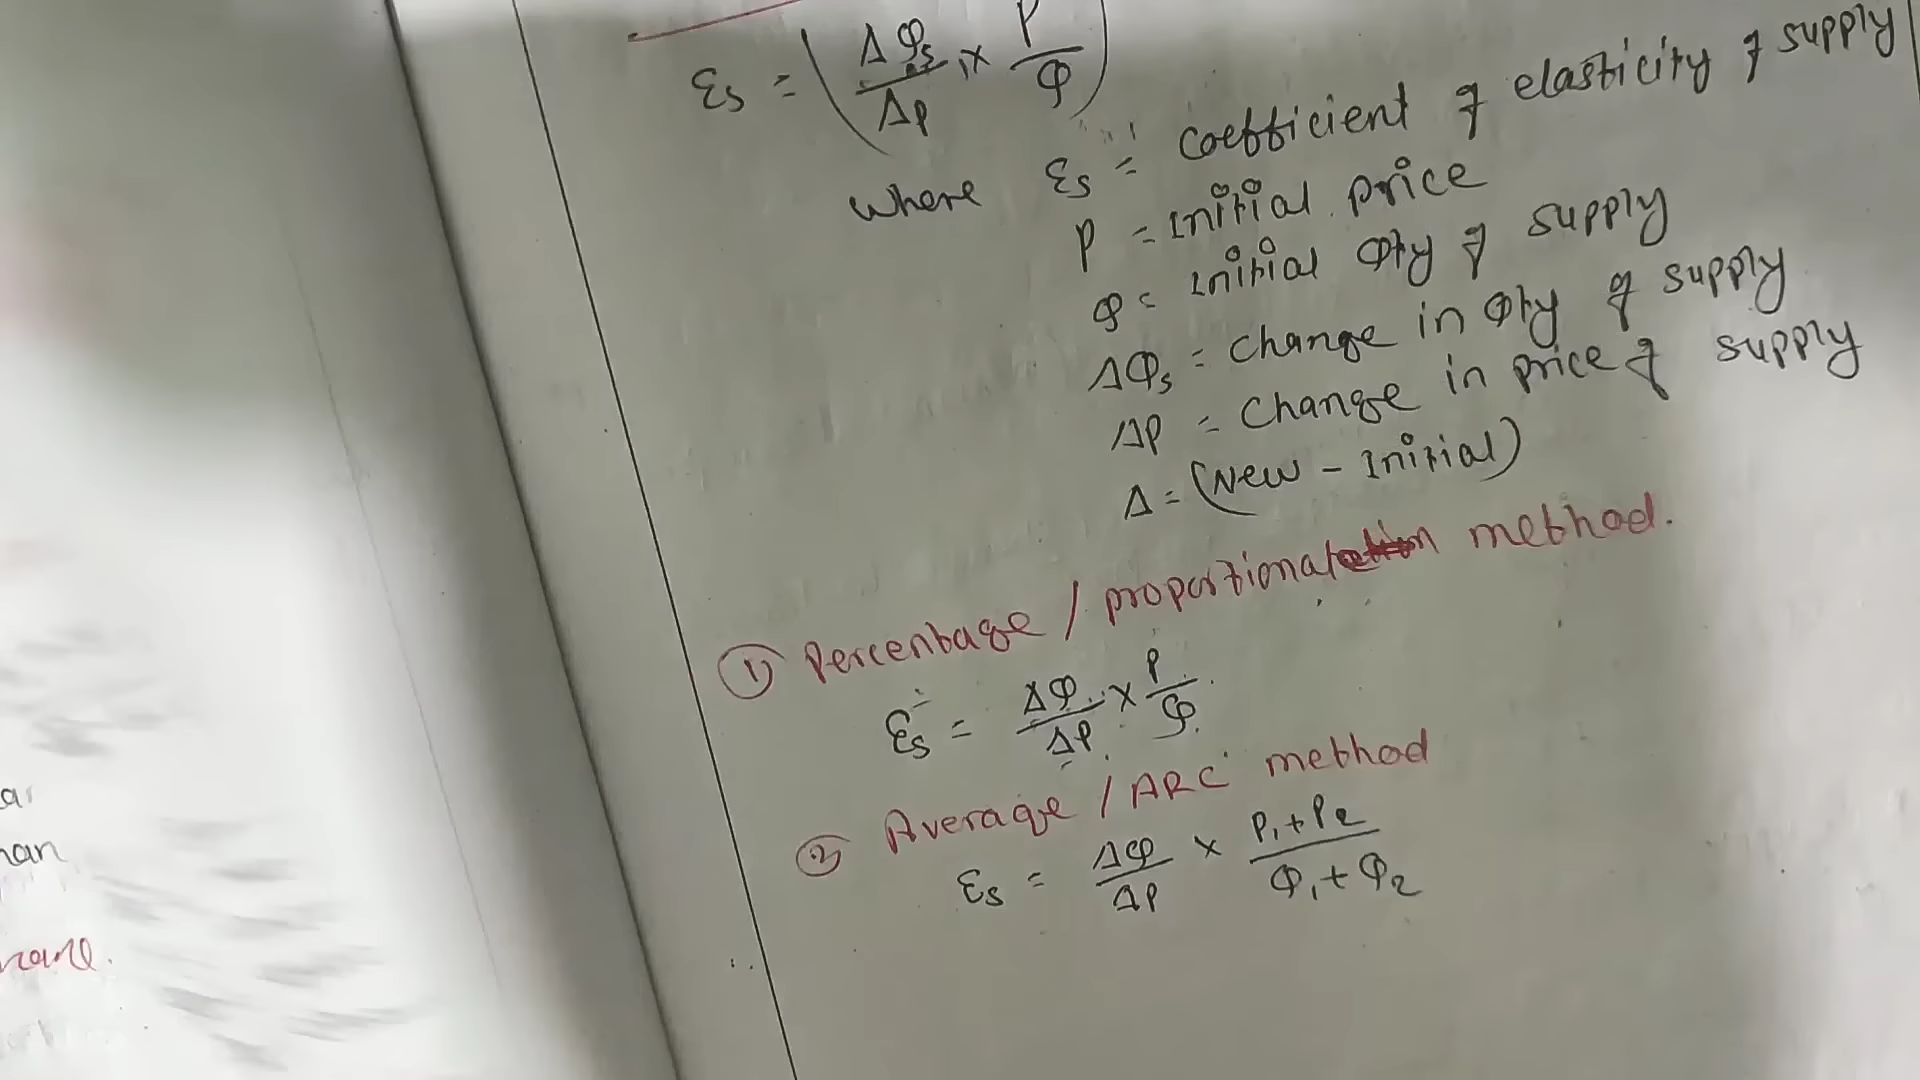 Es = (ΔQs/ΔP × P/Q)
where Es = coefficient of elasticity of supply
P = Initial price
Q = initial Qty of supply
ΔQs = change in Qty of supply
ΔP = change in price of supply
Δ = (New - Initial)
① Percentage / proportional method.
Es = ΔQ/ΔP × P/Q
② Average / ARC method
Es = ΔQ/ΔP × P₁+P₂/Q₁+Q₂